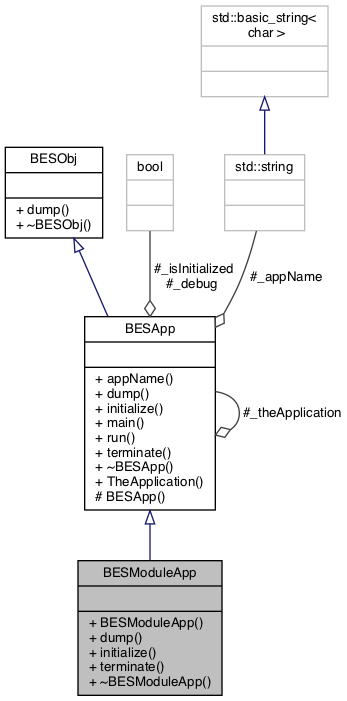 std::basic_string<
char >
BESObj
+ dump()
+ ~BESObj()
bool
std::string
#_isInitialized
#_debug
#_appName
BESApp
+ appName()
+ dump()
+ initialize()
+ main()
+ run()
+ terminate()
+ ~BESApp()
+ TheApplication()
# BESApp()
#_theApplication
BESModuleApp
+ BESModuleApp()
+ dump()
+ initialize()
+ terminate()
+ ~BESModuleApp()